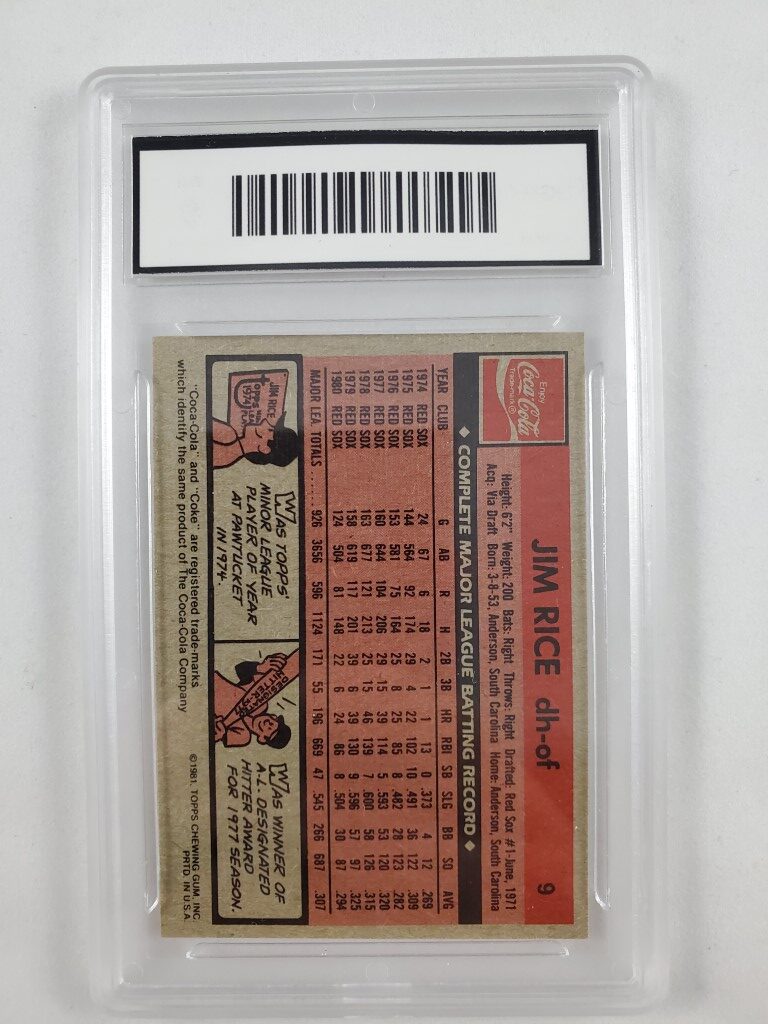 Enjoy
Coca-Cola
Trade-mark ®
JIM RICE dh-of
9
Height: 6'2" Weight: 200 Bats: Right Throws: Right Drafted: Red Sox #1-June, 1971
Acq: Via Draft Born: 3-8-53, Anderson, South Carolina Home: Anderson, South Carolina
◆ COMPLETE MAJOR LEAGUE BATTING RECORD ◆
YEAR CLUB G AB R H 2B 3B HR RBI SB SLG BB SO AVG
1974 RED SOX 24 67 6 18 2 1 1 13 0 .373 4 12 .269
1975 RED SOX 144 564 92 174 29 4 22 102 10 .491 36 122 .309
1976 RED SOX 153 581 75 164 25 8 25 85 8 .482 28 123 .282
1977 RED SOX 160 644 104 206 29 15 39 114 5 .593 53 120 .320
1978 RED SOX 163 677 121 213 25 15 46 139 7 .600 58 126 .315
1979 RED SOX 158 619 117 201 39 6 39 130 9 .596 57 97 .325
1980 RED SOX 124 504 81 148 22 6 24 86 8 .504 30 87 .294
MAJOR LEA. TOTALS ...... 926 3656 596 1124 171 55 196 669 47 .545 266 687 .307
JIM RICE
TOPPS
1974
WAS TOPPS'
MINOR LEAGUE
PLAYER OF YEAR
AT PAWTUCKET
IN 1974.
DESIGNATED
HITTER 1977
WAS WINNER OF
A.L. DESIGNATED
HITTER AWARD
FOR 1977 SEASON.
"Coca-Cola" and "Coke" are registered trade-marks
which identify the same product of The Coca-Cola Company
©1981. TOPPS CHEWING GUM, INC.
PRTD. IN U.S.A.